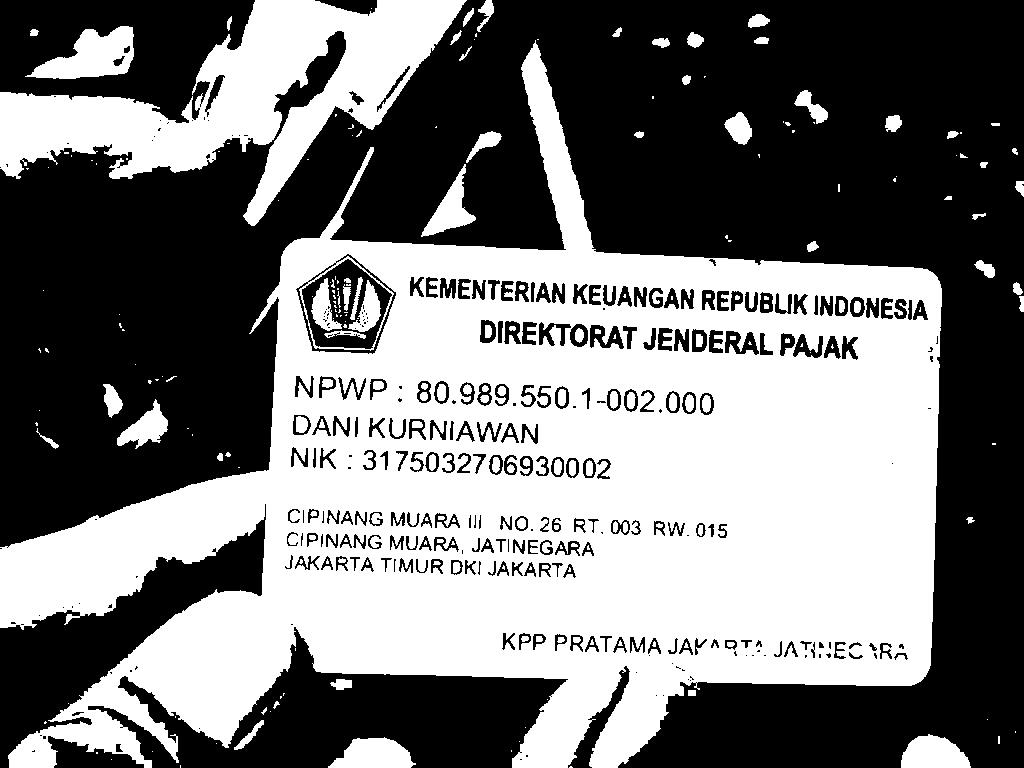 KEMENTERIAN KEUANGAN REPUBLIK INDONESIA
DIREKTORAT JENDERAL PAJAK
NPWP : 80.989.550.1-002.000
DANI KURNIAWAN
NIK : 3175032706930002
CIPINANG MUARA III NO. 26 RT. 003 RW. 015
CIPINANG MUARA, JATINEGARA
JAKARTA TIMUR DKI JAKARTA
KPP PRATAMA JAKARTA JATINEGARA